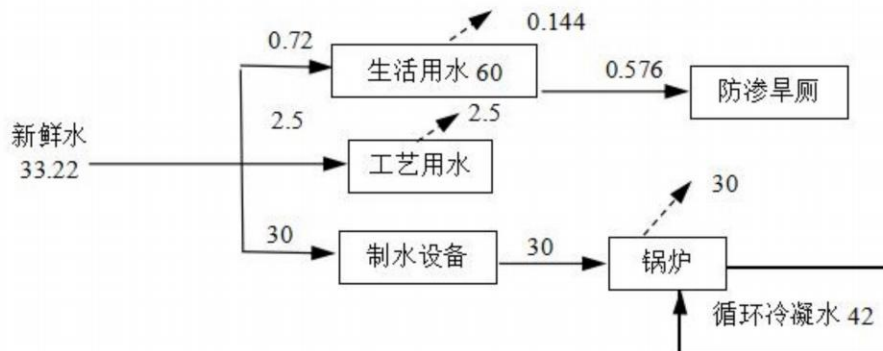 0.144
0.72
生活用水 60
0.576
防渗旱厕
2.5
2.5
新鲜水
33.22
工艺用水
30
30
制水设备
30
锅炉
循环冷凝水 42